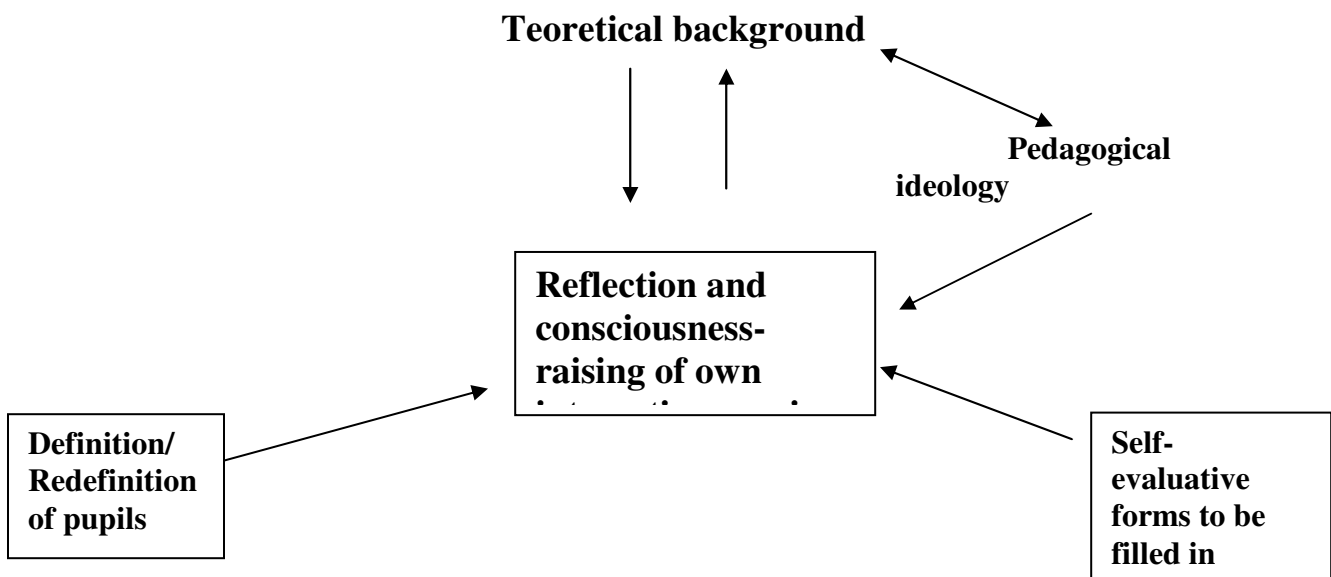 Teoretical background
Pedagogical
ideology
Reflection and
consciousness-
raising of own
Definition/
Redefinition
of pupils
Self-
evaluative
forms to be
filled in